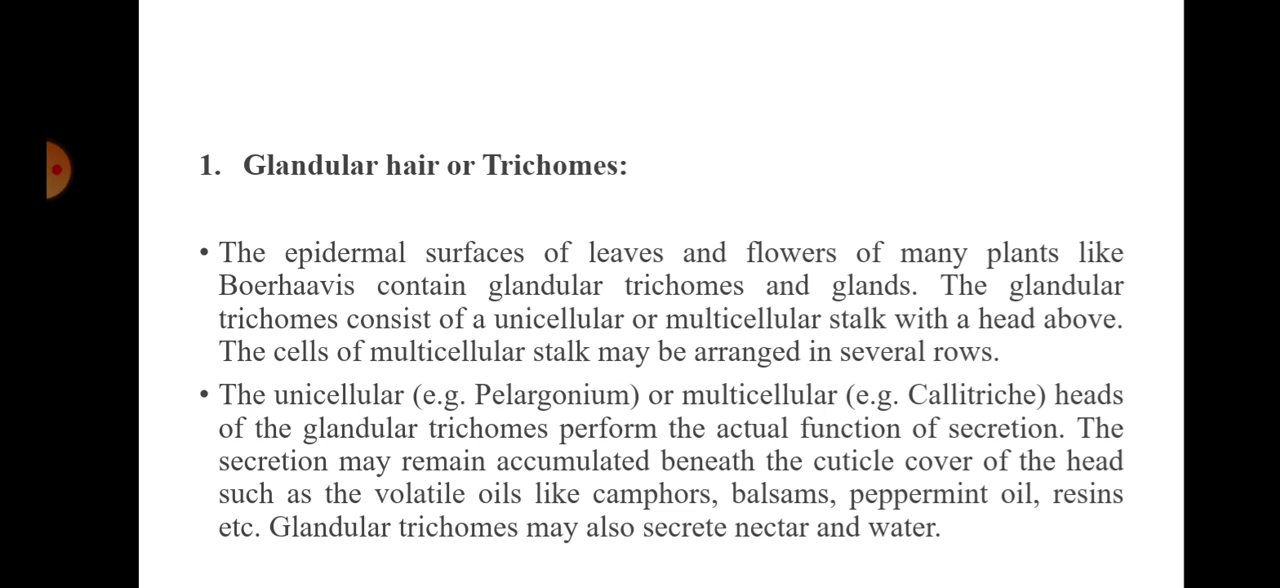 1. Glandular hair or Trichomes:
• The epidermal surfaces of leaves and flowers of many plants like
Boerhaavis contain glandular trichomes and glands. The glandular
trichomes consist of a unicellular or multicellular stalk with a head above.
The cells of multicellular stalk may be arranged in several rows.
• The unicellular (e.g. Pelargonium) or multicellular (e.g. Callitriche) heads
of the glandular trichomes perform the actual function of secretion. The
secretion may remain accumulated beneath the cuticle cover of the head
such as the volatile oils like camphors, balsams, peppermint oil, resins
etc. Glandular trichomes may also secrete nectar and water.